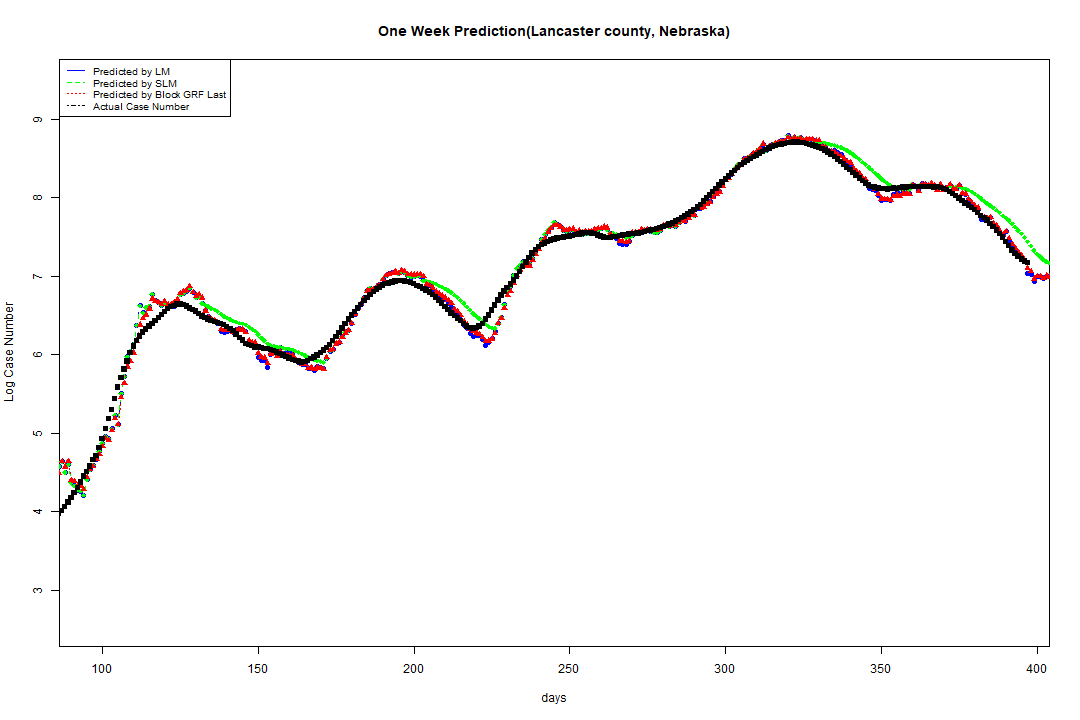 One Week Prediction(Lancaster county, Nebraska)
Predicted by LM
Predicted by SLM
Predicted by Block GRF Last
Actual Case Number
Log Case Number
9
8
7
6
5
4
3
100 150 200 250 300 350 400
days